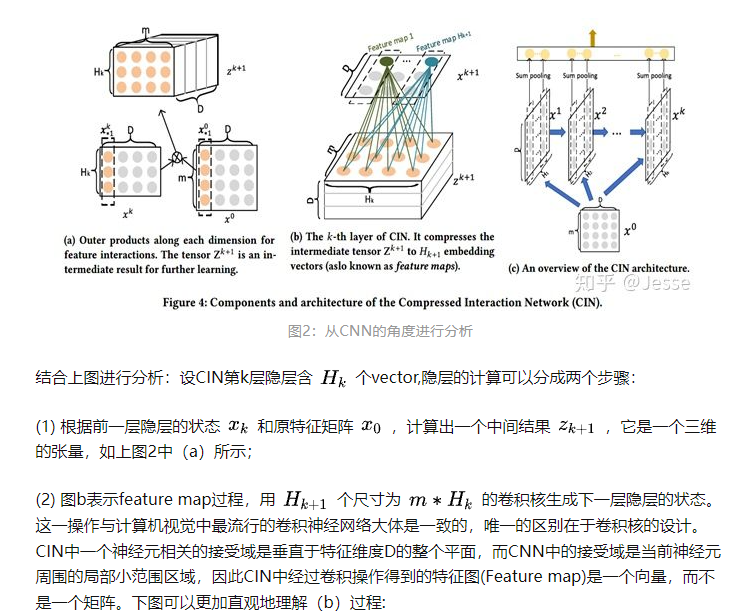 m
Hk
z^{k+1}
D
x^k_{*,1}
D
Hk
x^k
x^0_{*,1}
D
m
x^0
(a) Outer products along each dimension for
feature interactions. The tensor Z^{k+1} is an in-
termediate result for further learning.
Feature map 1
...
Feature map Hk+1
D
x^{k+1}
m
Hk
D
z^{k+1}
(b) The k-th layer of CIN. It compresses the
intermediate tensor Z^{k+1} to H_{k+1} embedding
vectors (aslo known as feature maps).
...
Sum pooling
Sum pooling
Sum pooling
x^1
x^2
...
x^k
D
D
m
x^0
(c) An overview of the CIN architecture.
知乎 @Jesse
Figure 4: Components and architecture of the Compressed Interaction Network (CIN).
图2：从CNN的角度进行分析
结合上图进行分析：设CIN第k层隐层含 H_k 个vector,隐层的计算可以分成两个步骤：
(1) 根据前一层隐层的状态 x_k 和原特征矩阵 x_0 ，计算出一个中间结果 z_{k+1} ，它是一个三维
的张量，如上图2中（a）所示；
(2) 图b表示feature map过程，用 H_{k+1} 个尺寸为 m * H_k 的卷积核生成下一层隐层的状态。
这一操作与计算机视觉中最流行的卷积神经网络大体是一致的，唯一的区别在于卷积核的设计。
CIN中一个神经元相关的接受域是垂直于特征维度D的整个平面，而CNN中的接受域是当前神经元
周围的局部小范围区域，因此CIN中经过卷积操作得到的特征图(Feature map)是一个向量，而不
是一个矩阵。下图可以更加直观地理解（b）过程: